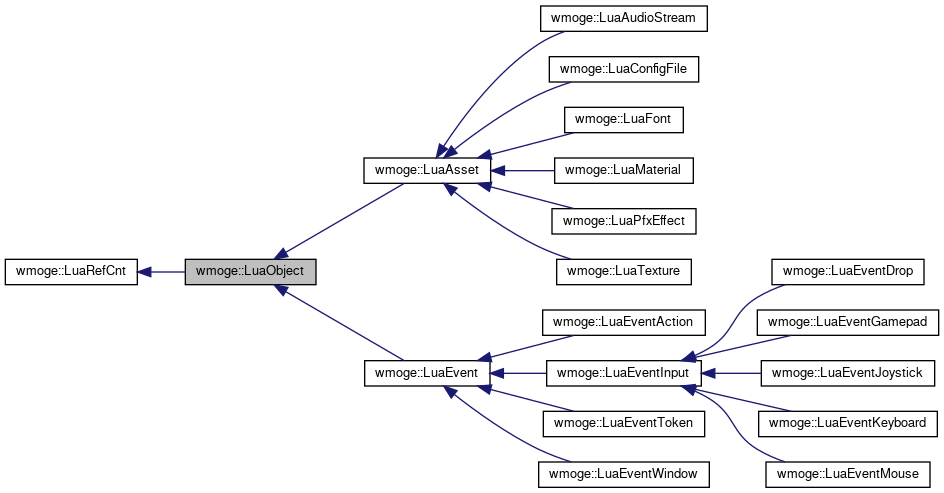 wmoge::LuaAudioStream
wmoge::LuaConfigFile
wmoge::LuaFont
wmoge::LuaAsset
wmoge::LuaMaterial
wmoge::LuaPfxEffect
wmoge::LuaRefCnt
wmoge::LuaObject
wmoge::LuaTexture
wmoge::LuaEventDrop
wmoge::LuaEventAction
wmoge::LuaEventGamepad
wmoge::LuaEvent
wmoge::LuaEventInput
wmoge::LuaEventJoystick
wmoge::LuaEventToken
wmoge::LuaEventKeyboard
wmoge::LuaEventWindow
wmoge::LuaEventMouse